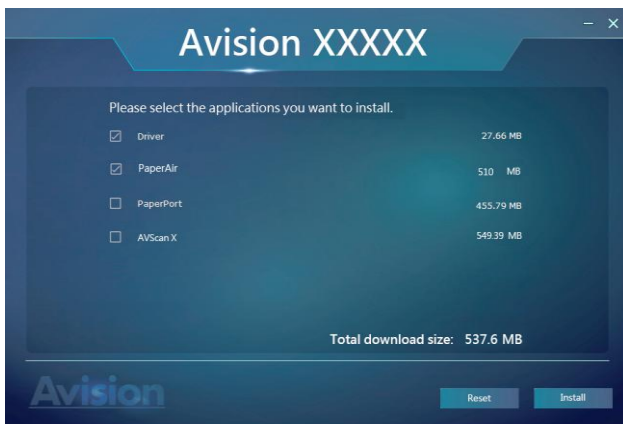 Avision XXXXX
Please select the applications you want to install.
Driver 27.66 MB
PaperAir 510 MB
PaperPort 455.79 MB
AVScan X 549.39 MB
Total download size: 537.6 MB
Avision
Reset Install